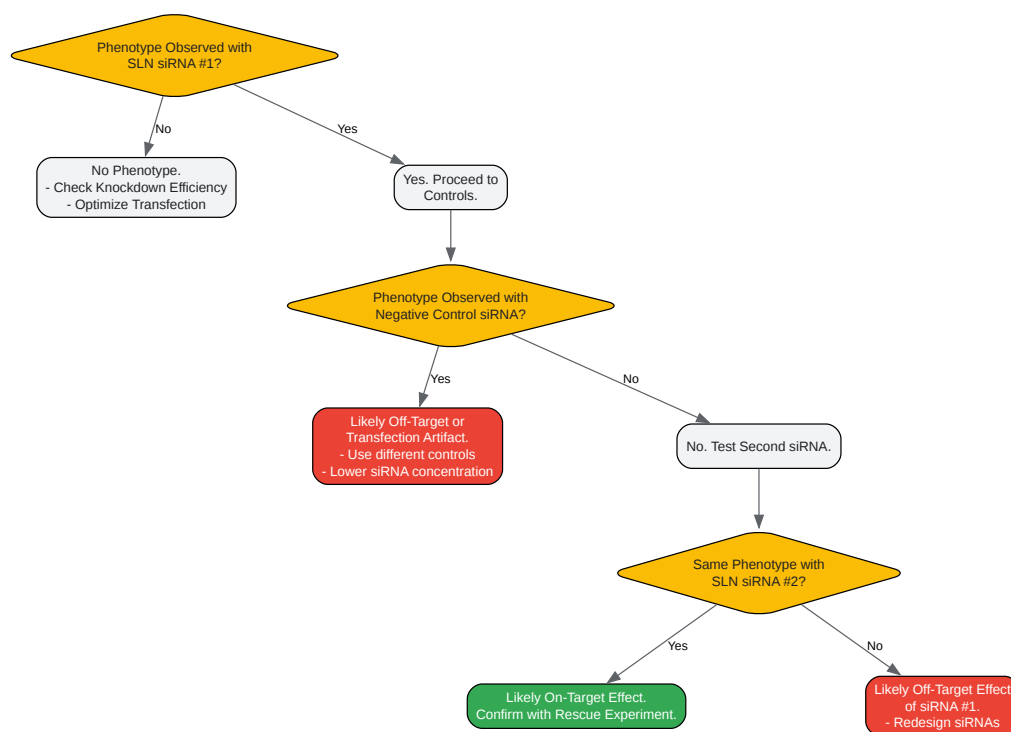 Phenotype Observed with
SLN siRNA #1?
No
Yes
No Phenotype.
- Check Knockdown Efficiency
- Optimize Transfection
Yes. Proceed to
Controls.
Phenotype Observed with
Negative Control siRNA?
Yes
No
Likely Off-Target or
Transfection Artifact.
- Use different controls
- Lower siRNA concentration
No. Test Second siRNA.
Same Phenotype with
SLN siRNA #2?
Yes
No
Likely On-Target Effect.
Confirm with Rescue Experiment.
Likely Off-Target Effect
of siRNA #1.
- Redesign siRNAs